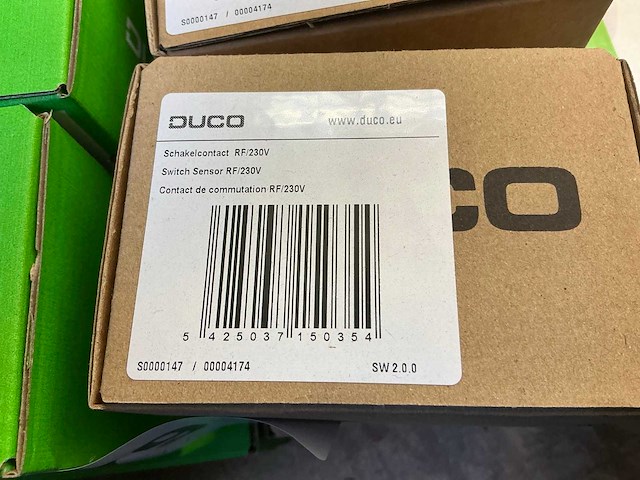 S0000147 / 00004174
DUCO www.duco.eu
Schakelcontact RF/230V
Switch Sensor RF/230V
Contact de commutation RF/230V
CO
5 425037 150354
S0000147 / 00004174 SW 2.0.0